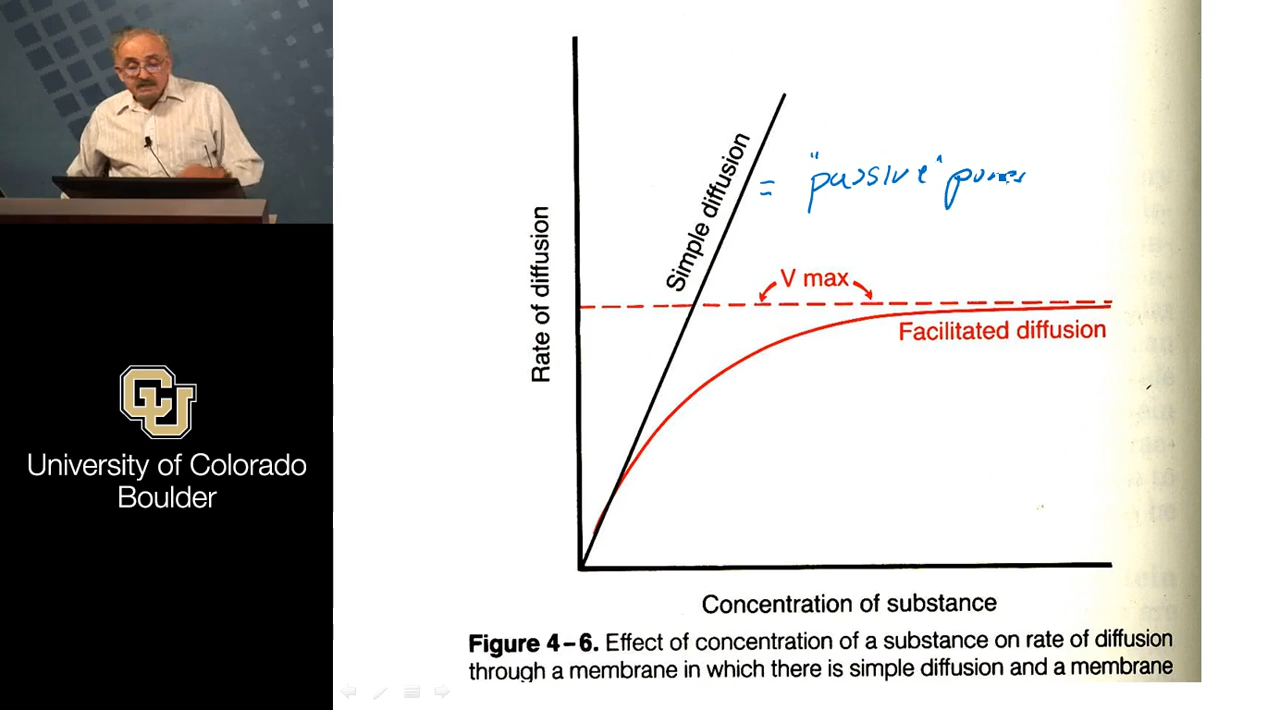 Simple diffusion
= "passive" pores
V max
Facilitated diffusion
Rate of diffusion
Concentration of substance
Figure 4–6. Effect of concentration of a substance on rate of diffusion
through a membrane in which there is simple diffusion and a membrane
CU
University of Colorado
Boulder